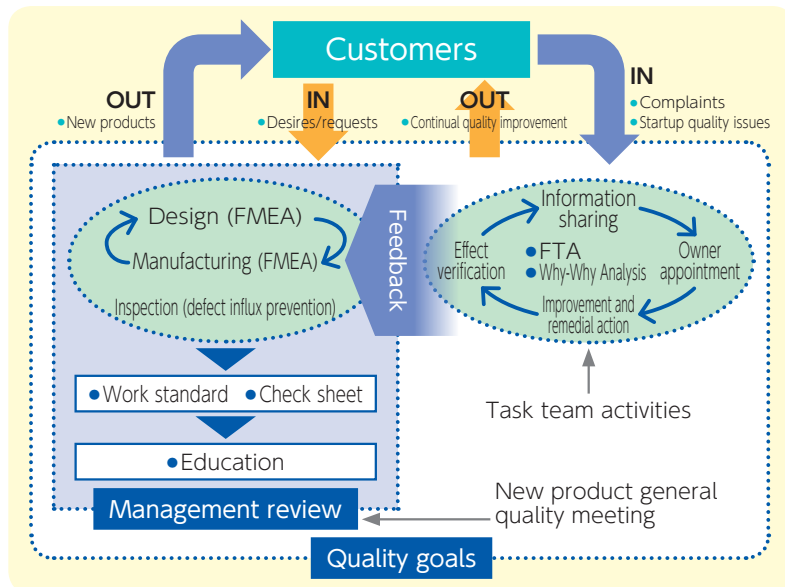 Customers
OUT
●New products
IN
●Desires/requests
OUT
●Continual quality improvement
IN
●Complaints
●Startup quality issues
Design (FMEA)
Manufacturing (FMEA)
Inspection (defect influx prevention)
Feedback
Information
sharing
Effect
verification
●FTA
●Why-Why Analysis
Owner
appointment
Improvement and
remedial action
●Work standard ●Check sheet
●Education
Task team activities
Management review
New product general
quality meeting
Quality goals